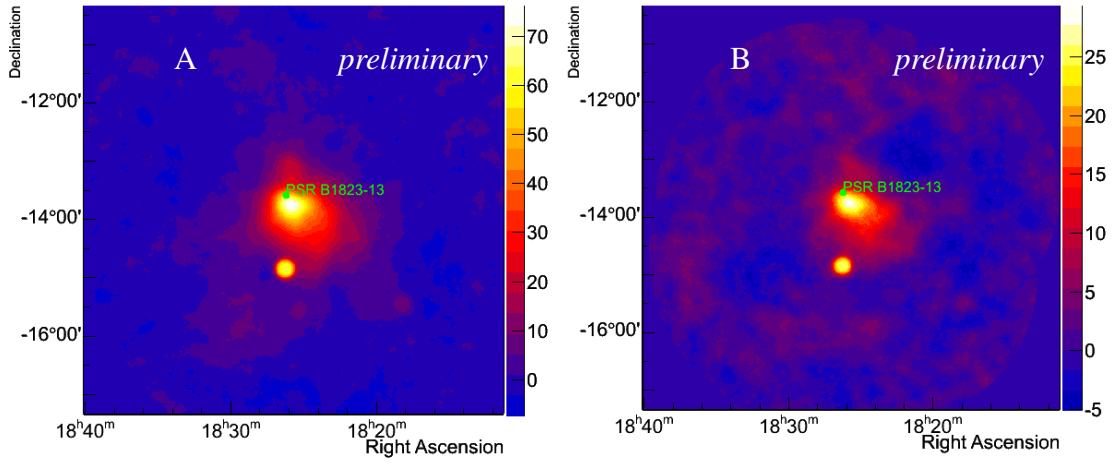 A
preliminary
Declination
-12°00'
-14°00'
-16°00'
PSR B1823-13
70
60
50
40
30
20
10
0
18ʰ40ᵐ
18ʰ30ᵐ
18ʰ20ᵐ
Right Ascension
B
preliminary
Declination
-12°00'
-14°00'
-16°00'
PSR B1823-13
25
20
15
10
5
0
-5
18ʰ40ᵐ
18ʰ30ᵐ
18ʰ20ᵐ
Right Ascension